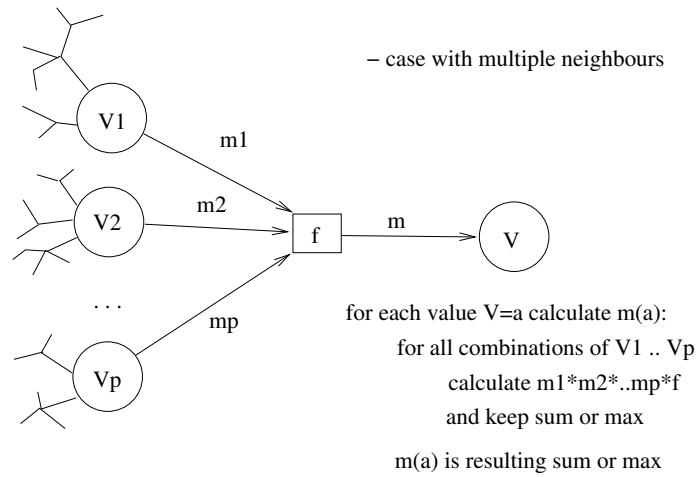 – case with multiple neighbours
V1
m1
V2
m2
f
m
V
. . .
mp
Vp
for each value V=a calculate m(a):
for all combinations of V1 .. Vp
calculate m1*m2*..mp*f
and keep sum or max
m(a) is resulting sum or max